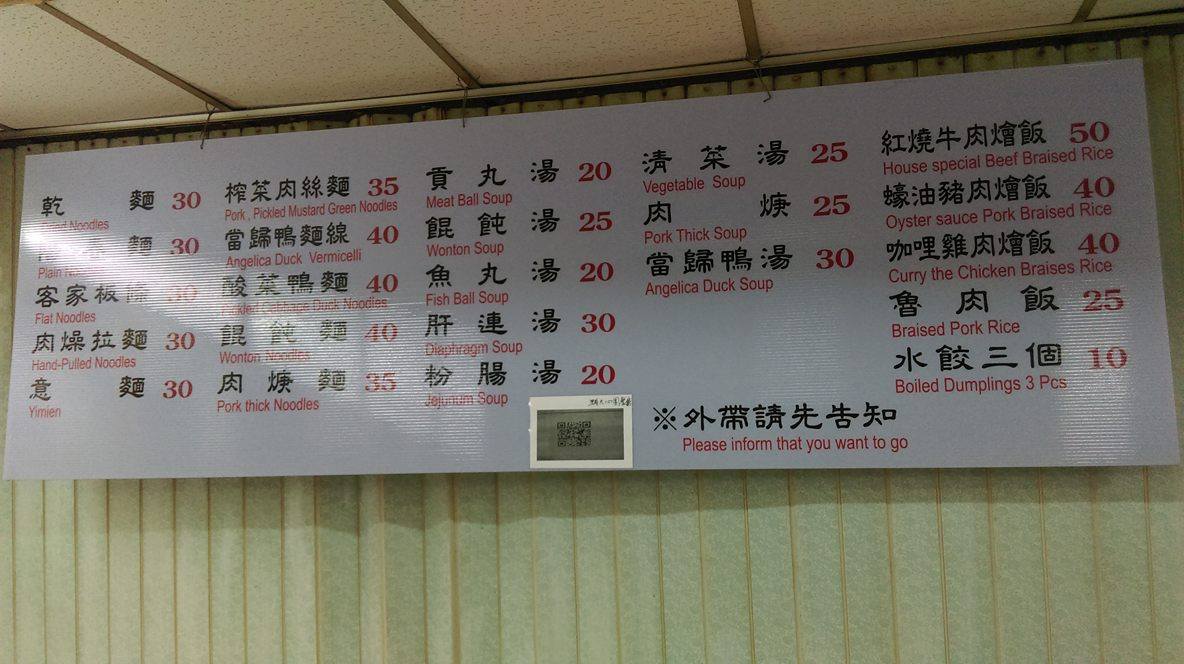 乾 麵 30
Noodles
麵 30
Plain
客家板條 30
Flat Noodles
肉燥拉麵 30
Hand-Pulled Noodles
意 麵 30
Yimien
榨菜肉絲麵 35
Pork , Pickled Mustard Green Noodles
當歸鴨麵線 40
Angelica Duck Vermicelli
酸菜鴨麵 40
Pickled Cabbage Duck Noodles
餛飩麵 40
Wonton Noodles
肉焿麵 35
Pork thick Noodles
貢丸湯 20
Meat Ball Soup
餛飩湯 25
Wonton Soup
魚丸湯 20
Fish Ball Soup
肝連湯 30
Diaphragm Soup
粉腸湯 20
Jejunum Soup
清菜湯 25
Vegetable Soup
肉 焿 25
Pork Thick Soup
當歸鴨湯 30
Angelica Duck Soup
紅燒牛肉燴飯 50
House special Beef Braised Rice
蠔油豬肉燴飯 40
Oyster sauce Pork Braised Rice
咖哩雞肉燴飯 40
Curry the Chicken Braises Rice
魯肉飯 25
Braised Pork Rice
水餃三個 10
Boiled Dumplings 3 Pcs
※外帶請先告知
Please inform that you want to go